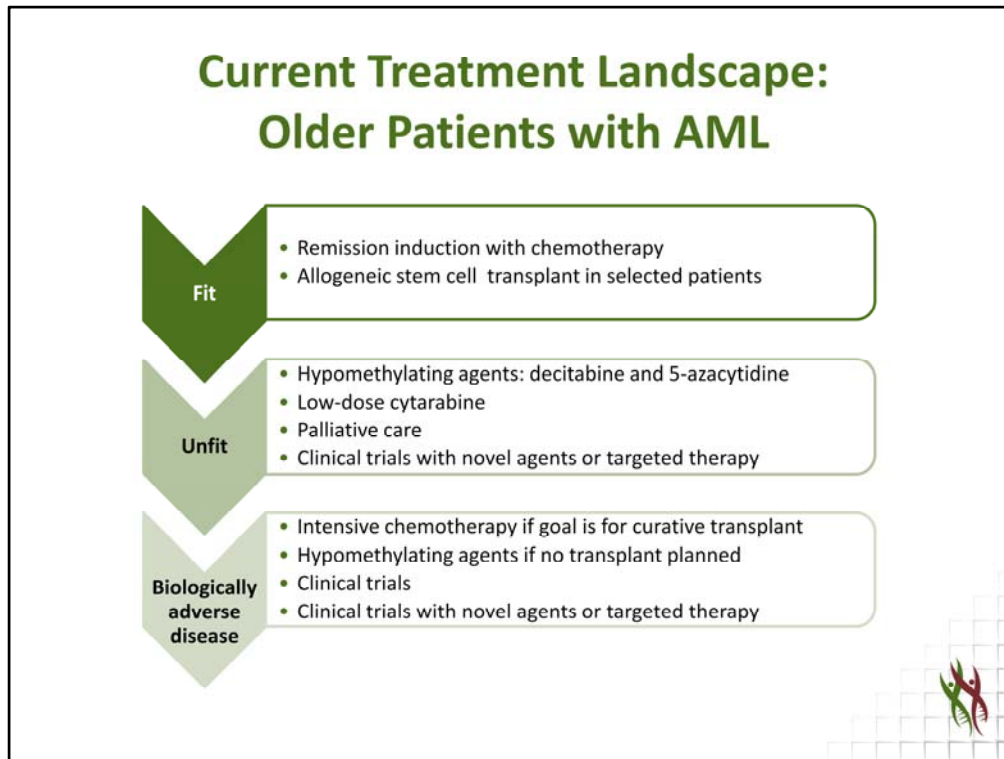 Current Treatment Landscape:
Older Patients with AML
Fit
• Remission induction with chemotherapy
• Allogeneic stem cell transplant in selected patients
Unfit
• Hypomethylating agents: decitabine and 5-azacytidine
• Low-dose cytarabine
• Palliative care
• Clinical trials with novel agents or targeted therapy
Biologically
adverse
disease
• Intensive chemotherapy if goal is for curative transplant
• Hypomethylating agents if no transplant planned
• Clinical trials
• Clinical trials with novel agents or targeted therapy